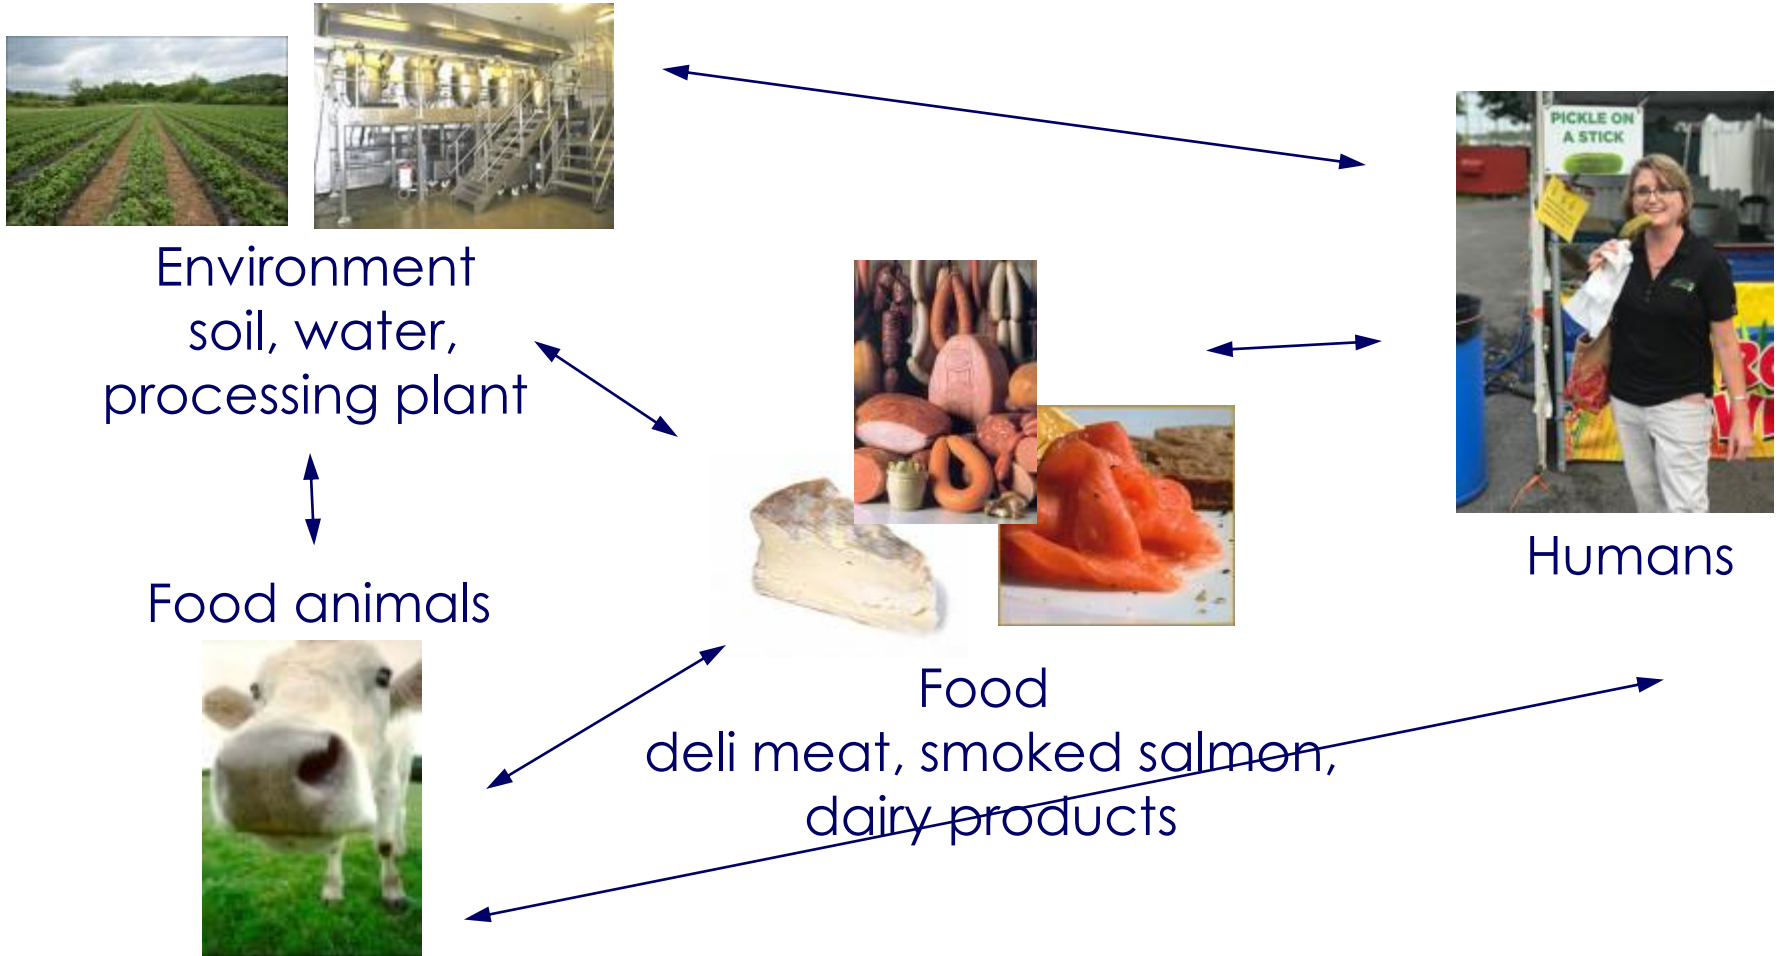 PICKLE ON
A STICK
Environment
soil, water,
processing plant
Food animals
Humans
Food
deli meat, smoked salmon,
dairy products